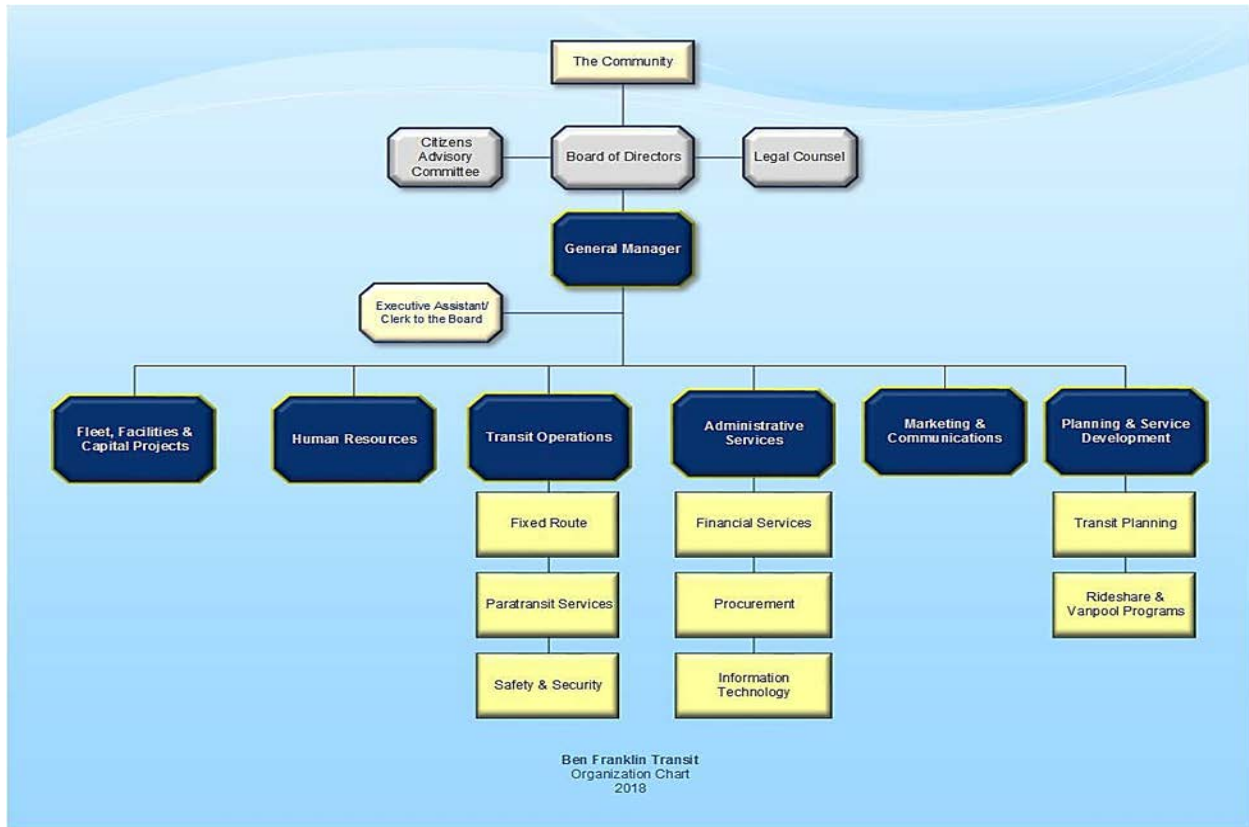 The Community
Citizens
Advisory
Committee
Board of Directors
Legal Counsel
General Manager
Executive Assistant/
Clerk to the Board
Fleet, Facilities &
Capital Projects
Human Resources
Transit Operations
Administrative
Services
Marketing &
Communications
Planning & Service
Development
Fixed Route
Financial Services
Transit Planning
Paratransit Services
Procurement
Rideshare &
Vanpool Programs
Safety & Security
Information
Technology
Ben Franklin Transit
Organization Chart
2018